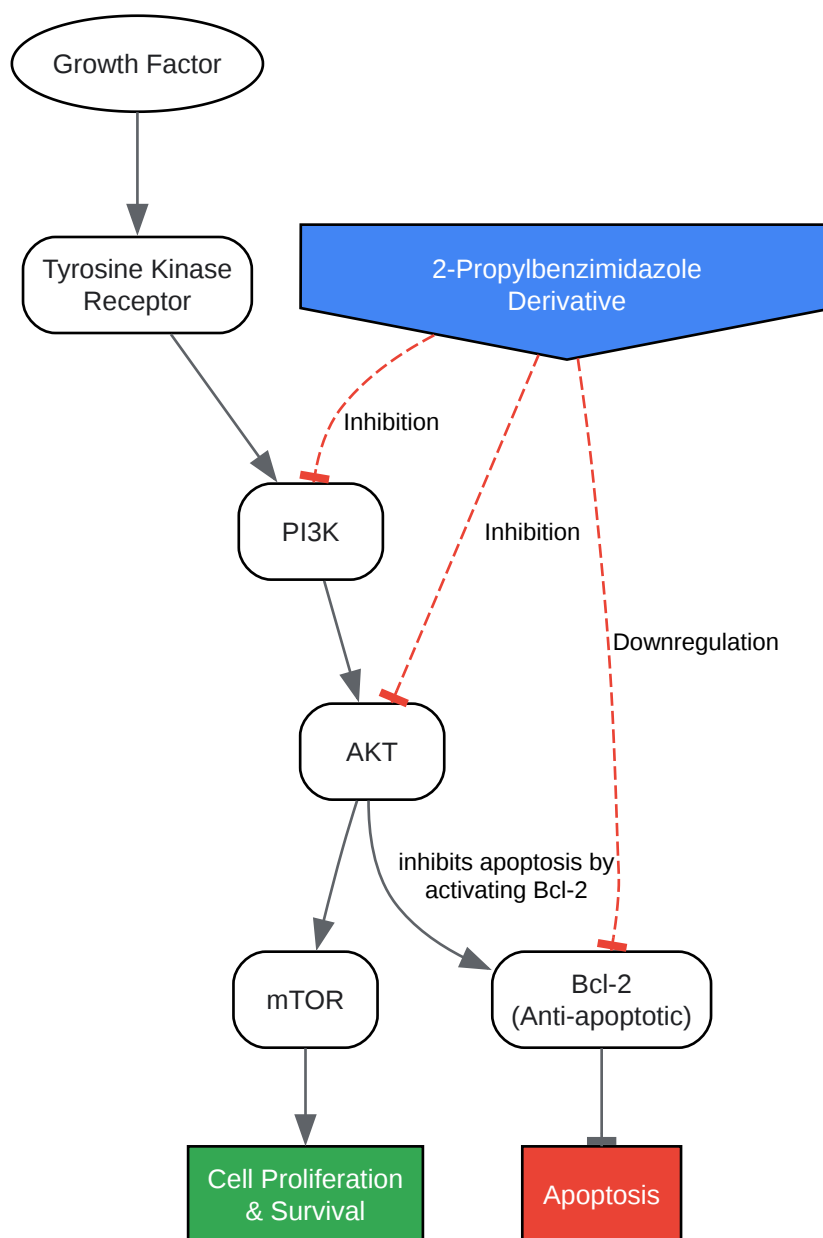 Growth Factor
Tyrosine Kinase
Receptor
2-Propylbenzimidazole
Derivative
Inhibition
PI3K
Inhibition
Downregulation
AKT
inhibits apoptosis by
activating Bcl-2
mTOR
Bcl-2
(Anti-apoptotic)
Cell Proliferation
& Survival
Apoptosis